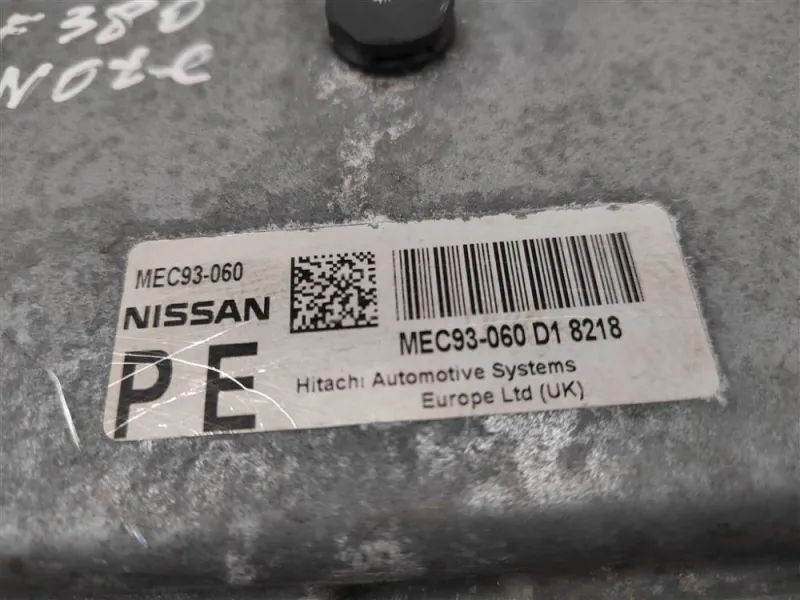 F380
Note
MEC93-060
NISSAN
PE
MEC93-060 D1 8218
Hitachi Automotive Systems
Europe Ltd (UK)